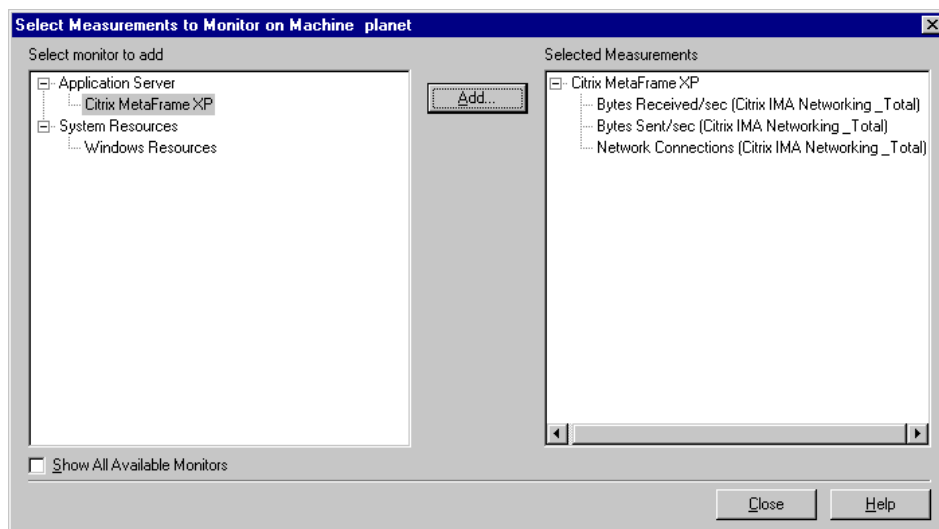 Select Measurements to Monitor on Machine planet
Select monitor to add
Application Server
Citrix MetaFrame XP
System Resources
Windows Resources
Add...
Selected Measurements
Citrix MetaFrame XP
Bytes Received/sec (Citrix IMA Networking _Total)
Bytes Sent/sec (Citrix IMA Networking _Total)
Network Connections (Citrix IMA Networking _Total)
Show All Available Monitors
Close
Help